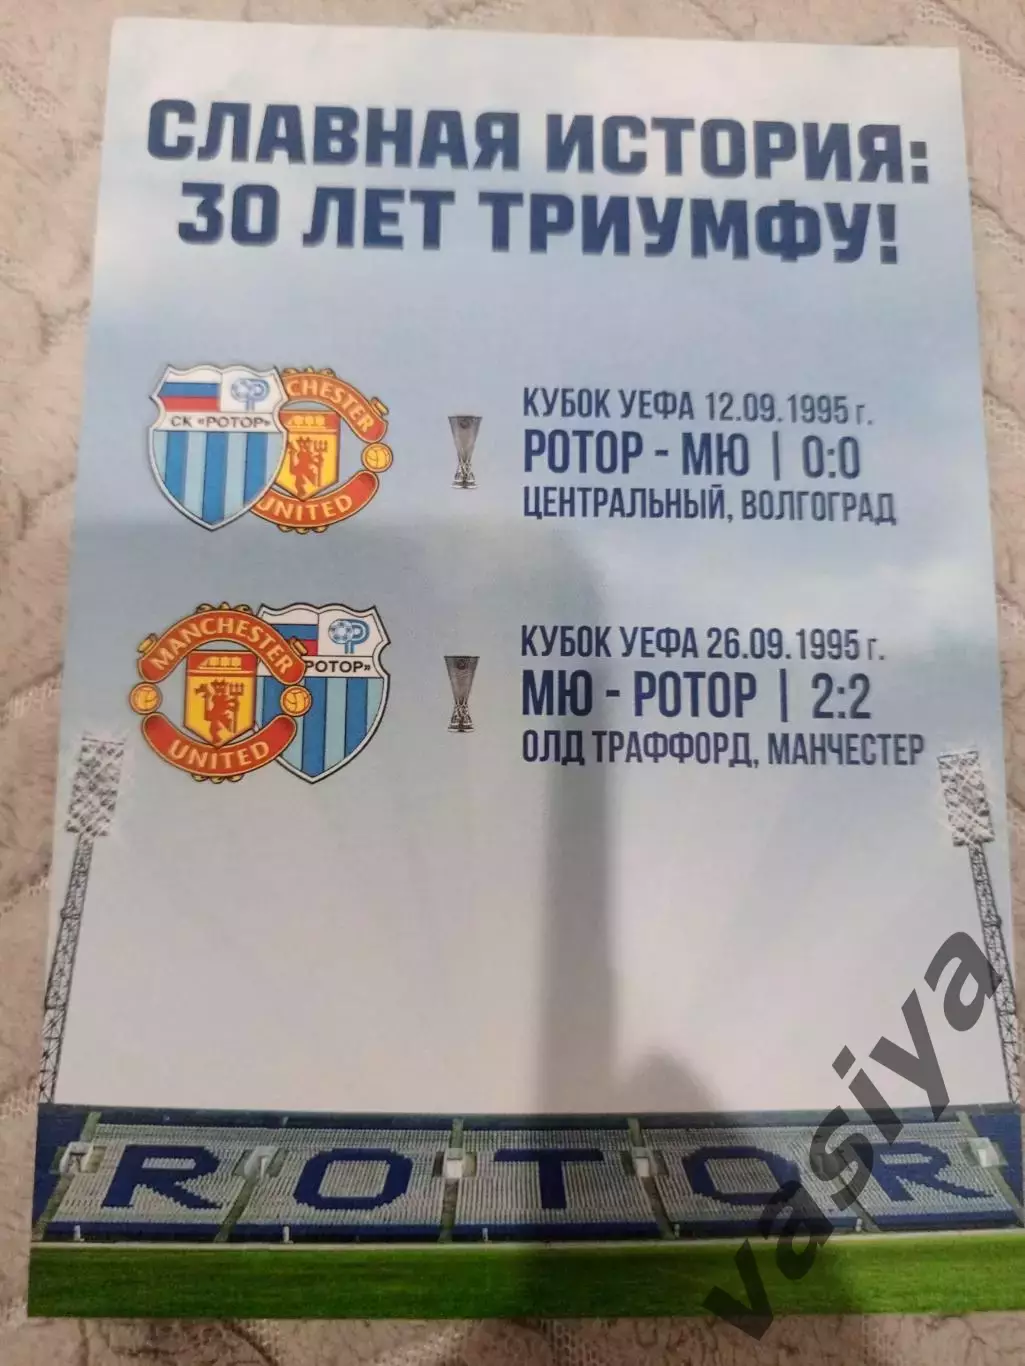 СЛАВНАЯ ИСТОРИЯ:
30 ЛЕТ ТРИУМФУ!
СК «РОТОР»
CHESTER
UNITED
КУБОК УЕФА 12.09.1995 г.
РОТОР - МЮ | 0:0
ЦЕНТРАЛЬНЫЙ, ВОЛГОГРАД
MANCHESTER
UNITED
РОТОР»
КУБОК УЕФА 26.09.1995 г.
МЮ - РОТОР | 2:2
ОЛД ТРАФФОРД, МАНЧЕСТЕР
ROTOR
vasiya